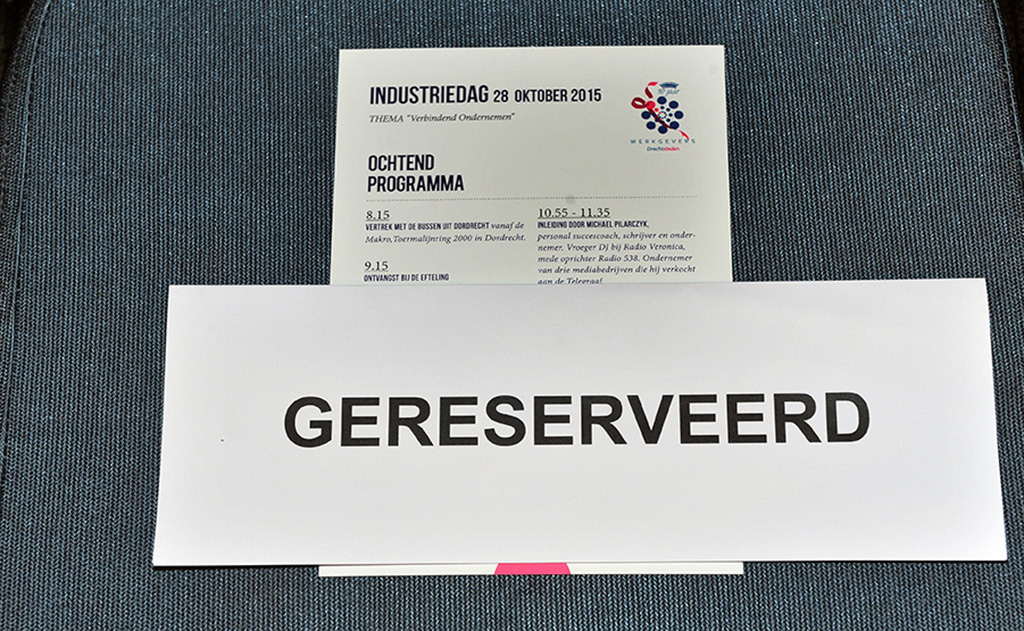 INDUSTRIEDAG 28 OKTOBER 2015
THEMA "Verbindend Ondernemen"
10 jaar
WERKGEVERS
Drechtsteden
OCHTEND
PROGRAMMA
8.15
VERTREK MET DE BUSSEN UIT DORDRECHT vanaf de
Makro, Toermalijnring 2000 in Dordrecht.
9.15
ONTVANGST BIJ DE EFTELING
10.55 - 11.35
INLEIDING DOOR MICHAEL PILARCZYK,
personal succescoach, schrijver en onder-
nemer. Vroeger Dj bij Radio Veronica,
mede oprichter Radio 538. Ondernemer
van drie mediabedrijven die hij verkocht
aan de Telegraaf.
GERESERVEERD